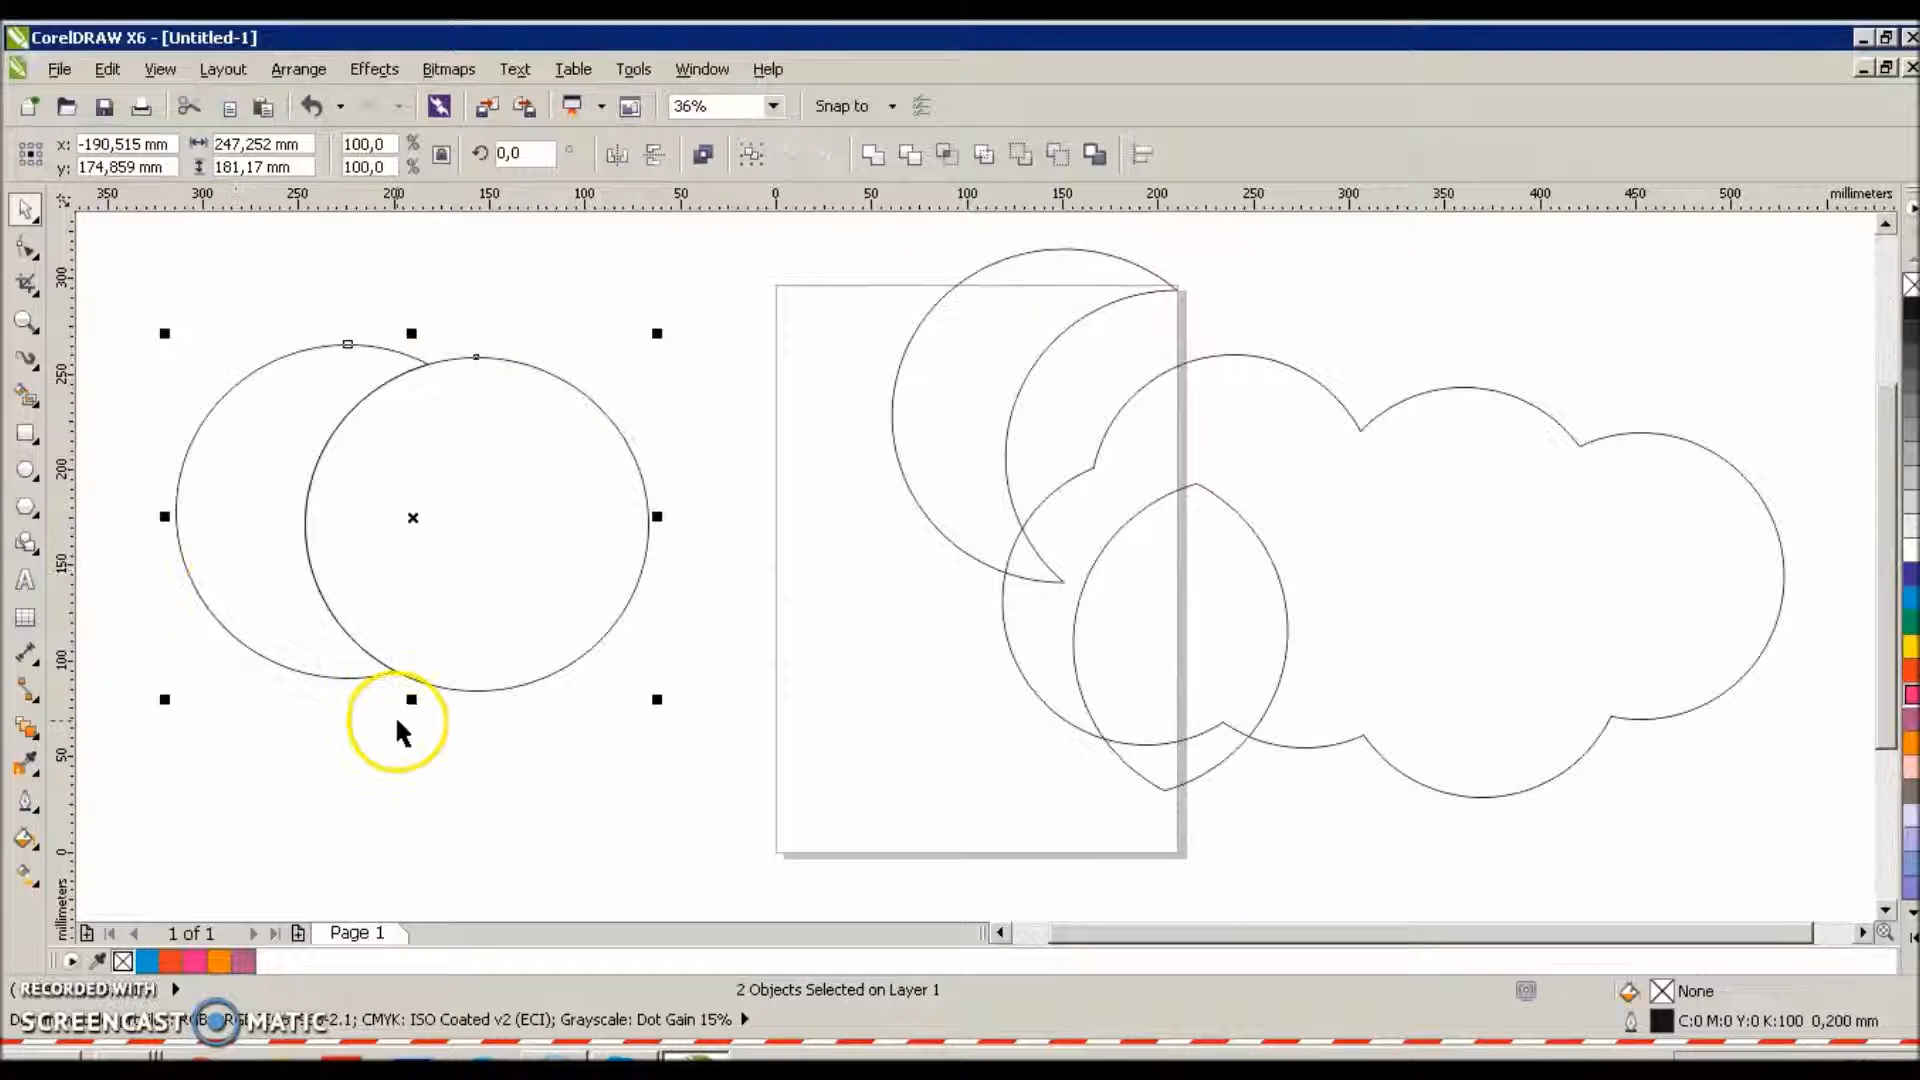 CorelDRAW X6 - [Untitled-1]
File Edit View Layout Arrange Effects Bitmaps Text Table Tools Window Help
36% Snap to
x: -190,515 mm 247,252 mm 100,0 %
y: 174,859 mm 181,17 mm 100,0 %
0,0 °
350 300 250 200 150 100 50 0 50 100 150 200 250 300 350 400 450 500 millimeters
300
250
200
150
100
50
0
millimeters
1 of 1 Page 1
RECORDED WITH
SCREENCAST MATIC
2 Objects Selected on Layer 1
None
-2.1; CMYK: ISO Coated v2 (ECI); Grayscale: Dot Gain 15%
C:0 M:0 Y:0 K:100 0,200 mm